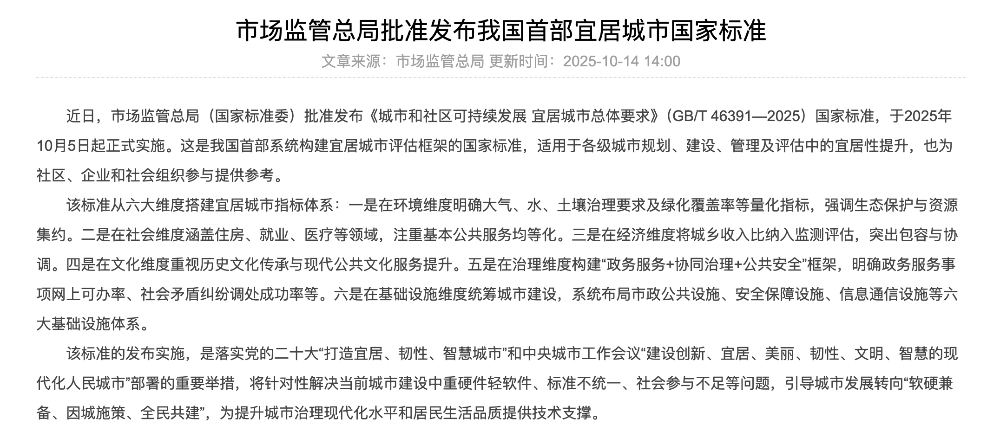 市场监管总局批准发布我国首部宜居城市国家标准
文章来源：市场监管总局 更新时间：2025-10-14 14:00
近日，市场监管总局（国家标准委）批准发布《城市和社区可持续发展 宜居城市总体要求》（GB/T 46391—2025）国家标准，于2025年
10月5日起正式实施。这是我国首部系统构建宜居城市评估框架的国家标准，适用于各级城市规划、建设、管理及评估中的宜居性提升，也为
社区、企业和社会组织参与提供参考。
该标准从六大维度搭建宜居城市指标体系：一是在环境维度明确大气、水、土壤治理要求及绿化覆盖率等量化指标，强调生态保护与资源
集约。二是在社会维度涵盖住房、就业、医疗等领域，注重基本公共服务均等化。三是在经济维度将城乡收入比纳入监测评估，突出包容与协
调。四是在文化维度重视历史文化传承与现代公共文化服务提升。五是在治理维度构建“政务服务+协同治理+公共安全”框架，明确政务服务事
项网上可办率、社会矛盾纠纷调处成功率等。六是在基础设施维度统筹城市建设，系统布局市政公共设施、安全保障设施、信息通信设施等六
大基础设施体系。
该标准的发布实施，是落实党的二十大“打造宜居、韧性、智慧城市”和中央城市工作会议“建设创新、宜居、美丽、韧性、文明、智慧的现
代化人民城市”部署的重要举措，将针对性解决当前城市建设中重硬件轻软件、标准不统一、社会参与不足等问题，引导城市发展转向“软硬兼
备、因城施策、全民共建”，为提升城市治理现代化水平和居民生活品质提供技术支撑。